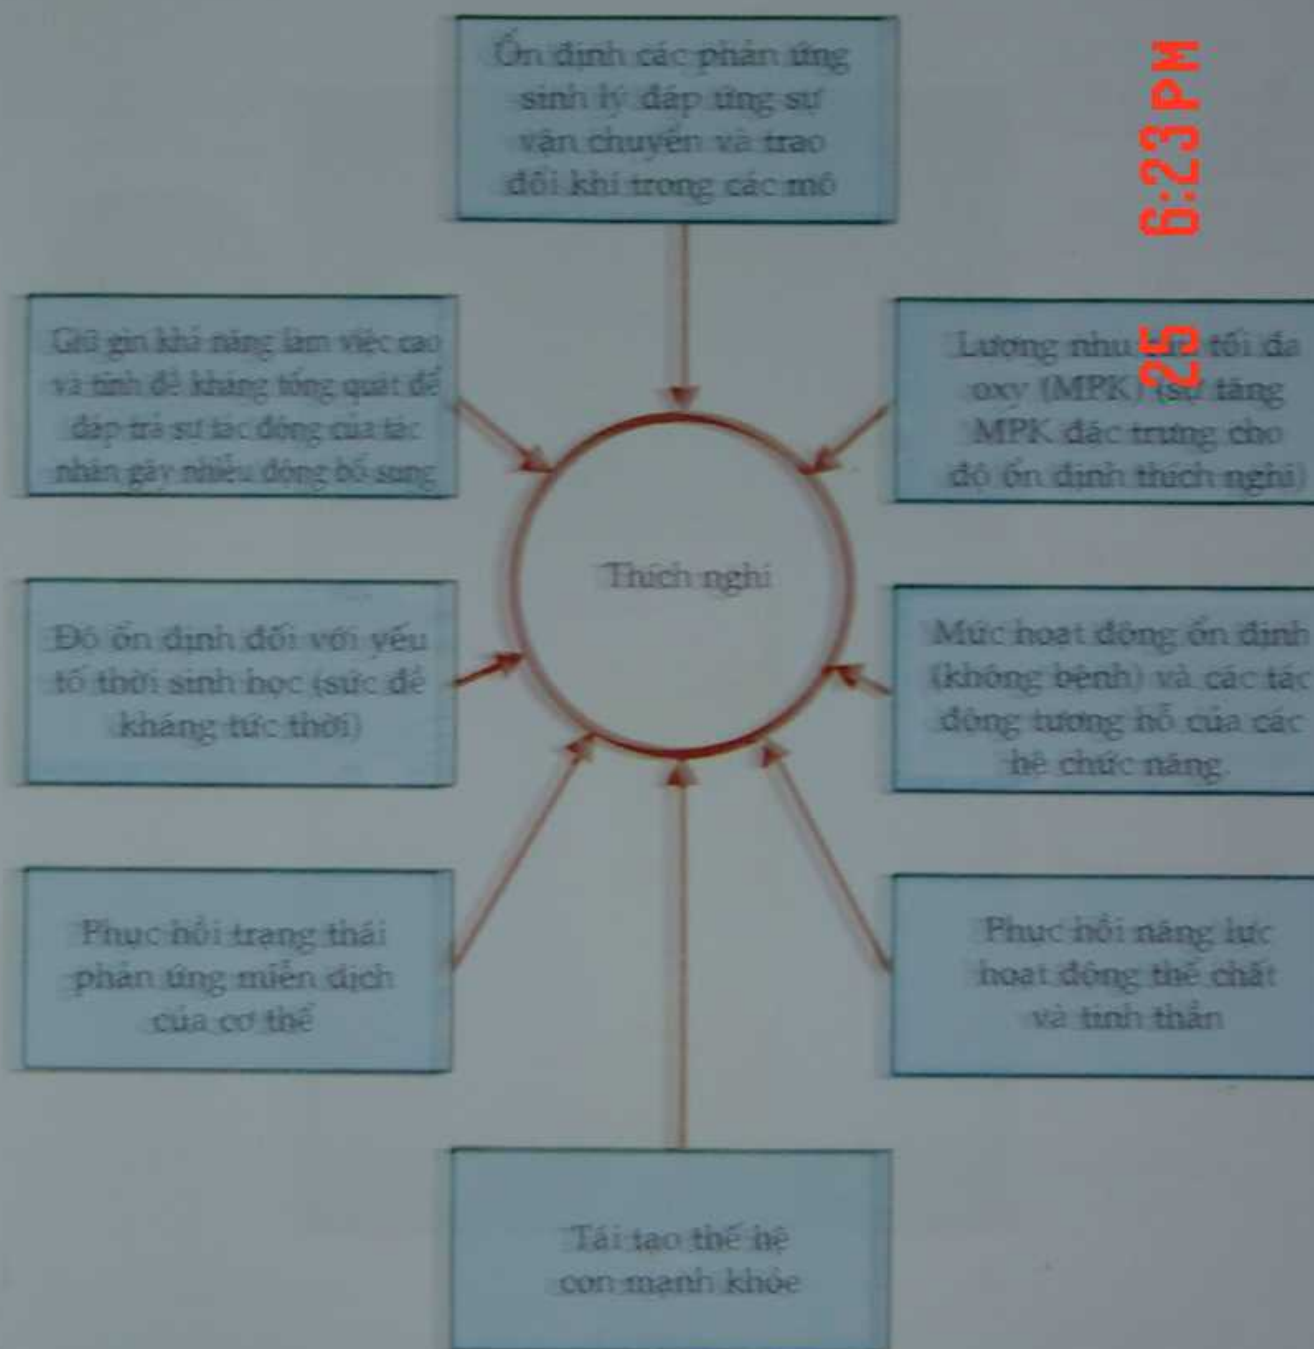 Ổn định các phản ứng
sinh lý đáp ứng sự
vận chuyển và trao
đổi khí trong các mô
6:23 PM
25
Giữ gìn khả năng làm việc cao
và tính đề kháng tổng quát để
đáp trả sự tác động của tác
nhân gây nhiễu động bổ sung
Lượng nhu tối đa
oxy (MPK) (sự tăng
MPK đặc trưng cho
độ ổn định thích nghi)
Thích nghi
Độ ổn định đối với yếu
tố thời sinh học (sức đề
kháng tức thời)
Mức hoạt động ổn định
(không bệnh) và các tác
động tương hỗ của các
hệ chức năng.
Phục hồi trạng thái
phản ứng miễn dịch
của cơ thể
Phục hồi năng lực
hoạt động thể chất
và tinh thần
Tái tạo thế hệ
con mạnh khỏe